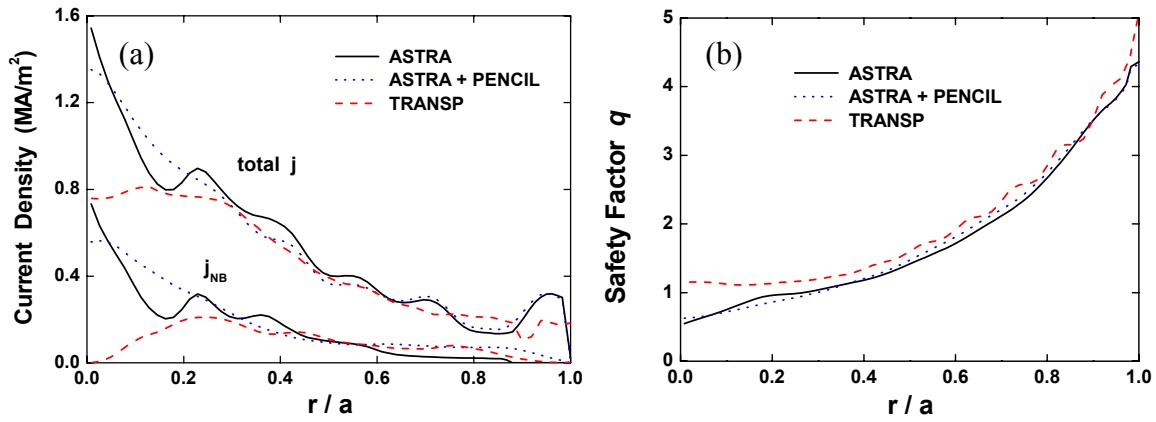 (a)
ASTRA
ASTRA + PENCIL
TRANSP
total j
j_NB
Current Density (MA/m²)
1.6
1.2
0.8
0.4
0.0
0.0 0.2 0.4 0.6 0.8 1.0
r / a
(b)
ASTRA
ASTRA + PENCIL
TRANSP
Safety Factor q
5
4
3
2
1
0
0.0 0.2 0.4 0.6 0.8 1.0
r / a